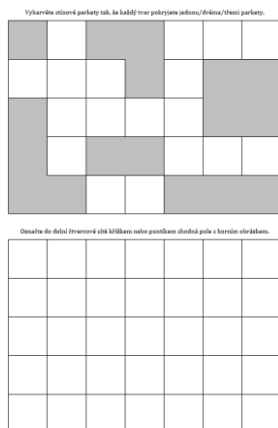 Vybarvěte stínové parkety tak, že každý tvar pokryjete jednou/dvěma/třemi parkety.
Označte do dolní čtvercové sítě křížkem nebo puntíkem shodná pole s horním obrázkem.